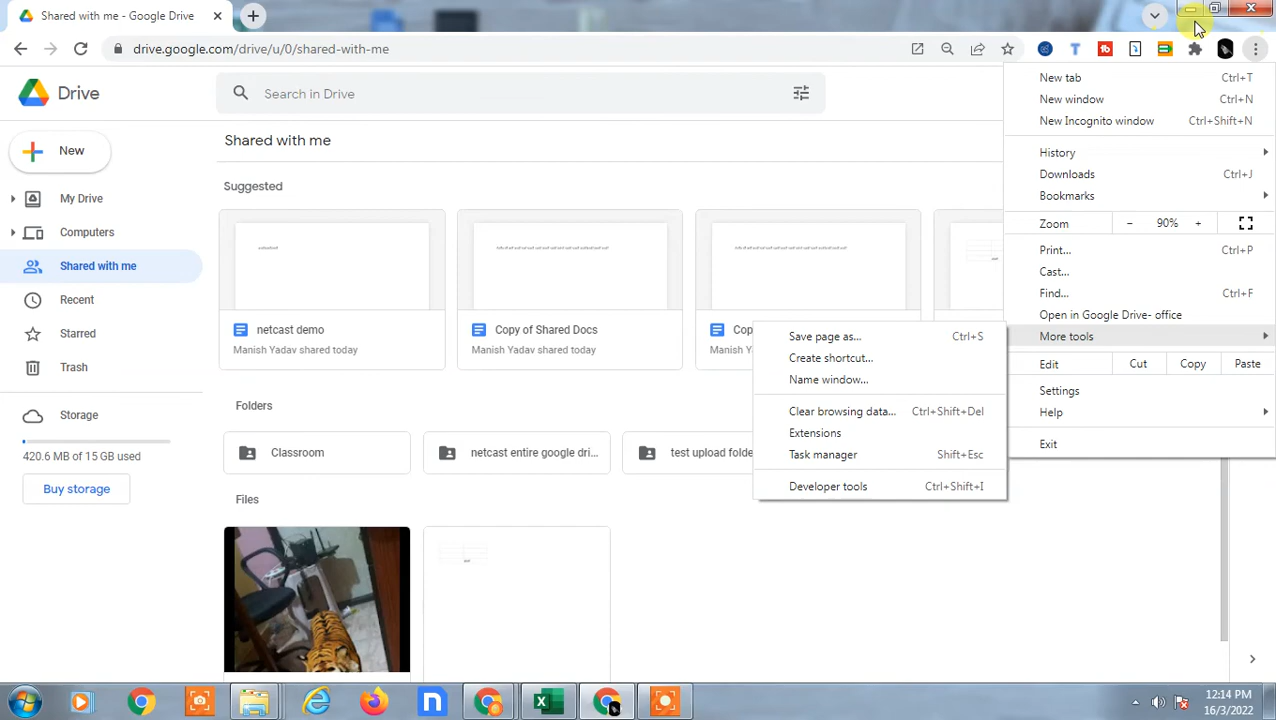 Shared with me - Google Drive
drive.google.com/drive/u/0/shared-with-me
Drive
Search in Drive
New
My Drive
Computers
Shared with me
Recent
Starred
Trash
Storage
420.6 MB of 15 GB used
Buy storage
Shared with me
Suggested
netcast demo
Manish Yadav shared today
Copy of Shared Docs
Manish Yadav shared today
Cop
Manish Y
Folders
Classroom
netcast entire google dri...
test upload folde
Files
New tab Ctrl+T
New window Ctrl+N
New Incognito window Ctrl+Shift+N
History
Downloads Ctrl+J
Bookmarks
Zoom − 90% +
Print... Ctrl+P
Cast...
Find... Ctrl+F
Open in Google Drive- office
More tools
Edit Cut Copy Paste
Settings
Help
Exit
Save page as... Ctrl+S
Create shortcut...
Name window...
Clear browsing data... Ctrl+Shift+Del
Extensions
Task manager Shift+Esc
Developer tools Ctrl+Shift+I
12:14 PM
16/3/2022